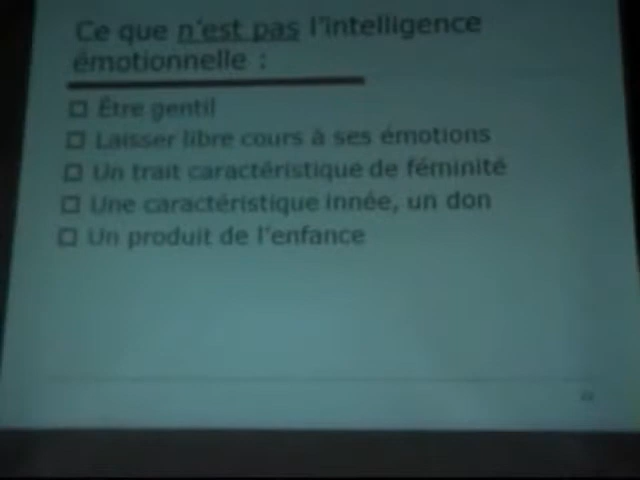 Ce que n'est pas l'intelligence
émotionnelle :
Être gentil
Laisser libre cours à ses émotions
Un trait caractéristique de féminité
Une caractéristique innée, un don
Un produit de l'enfance